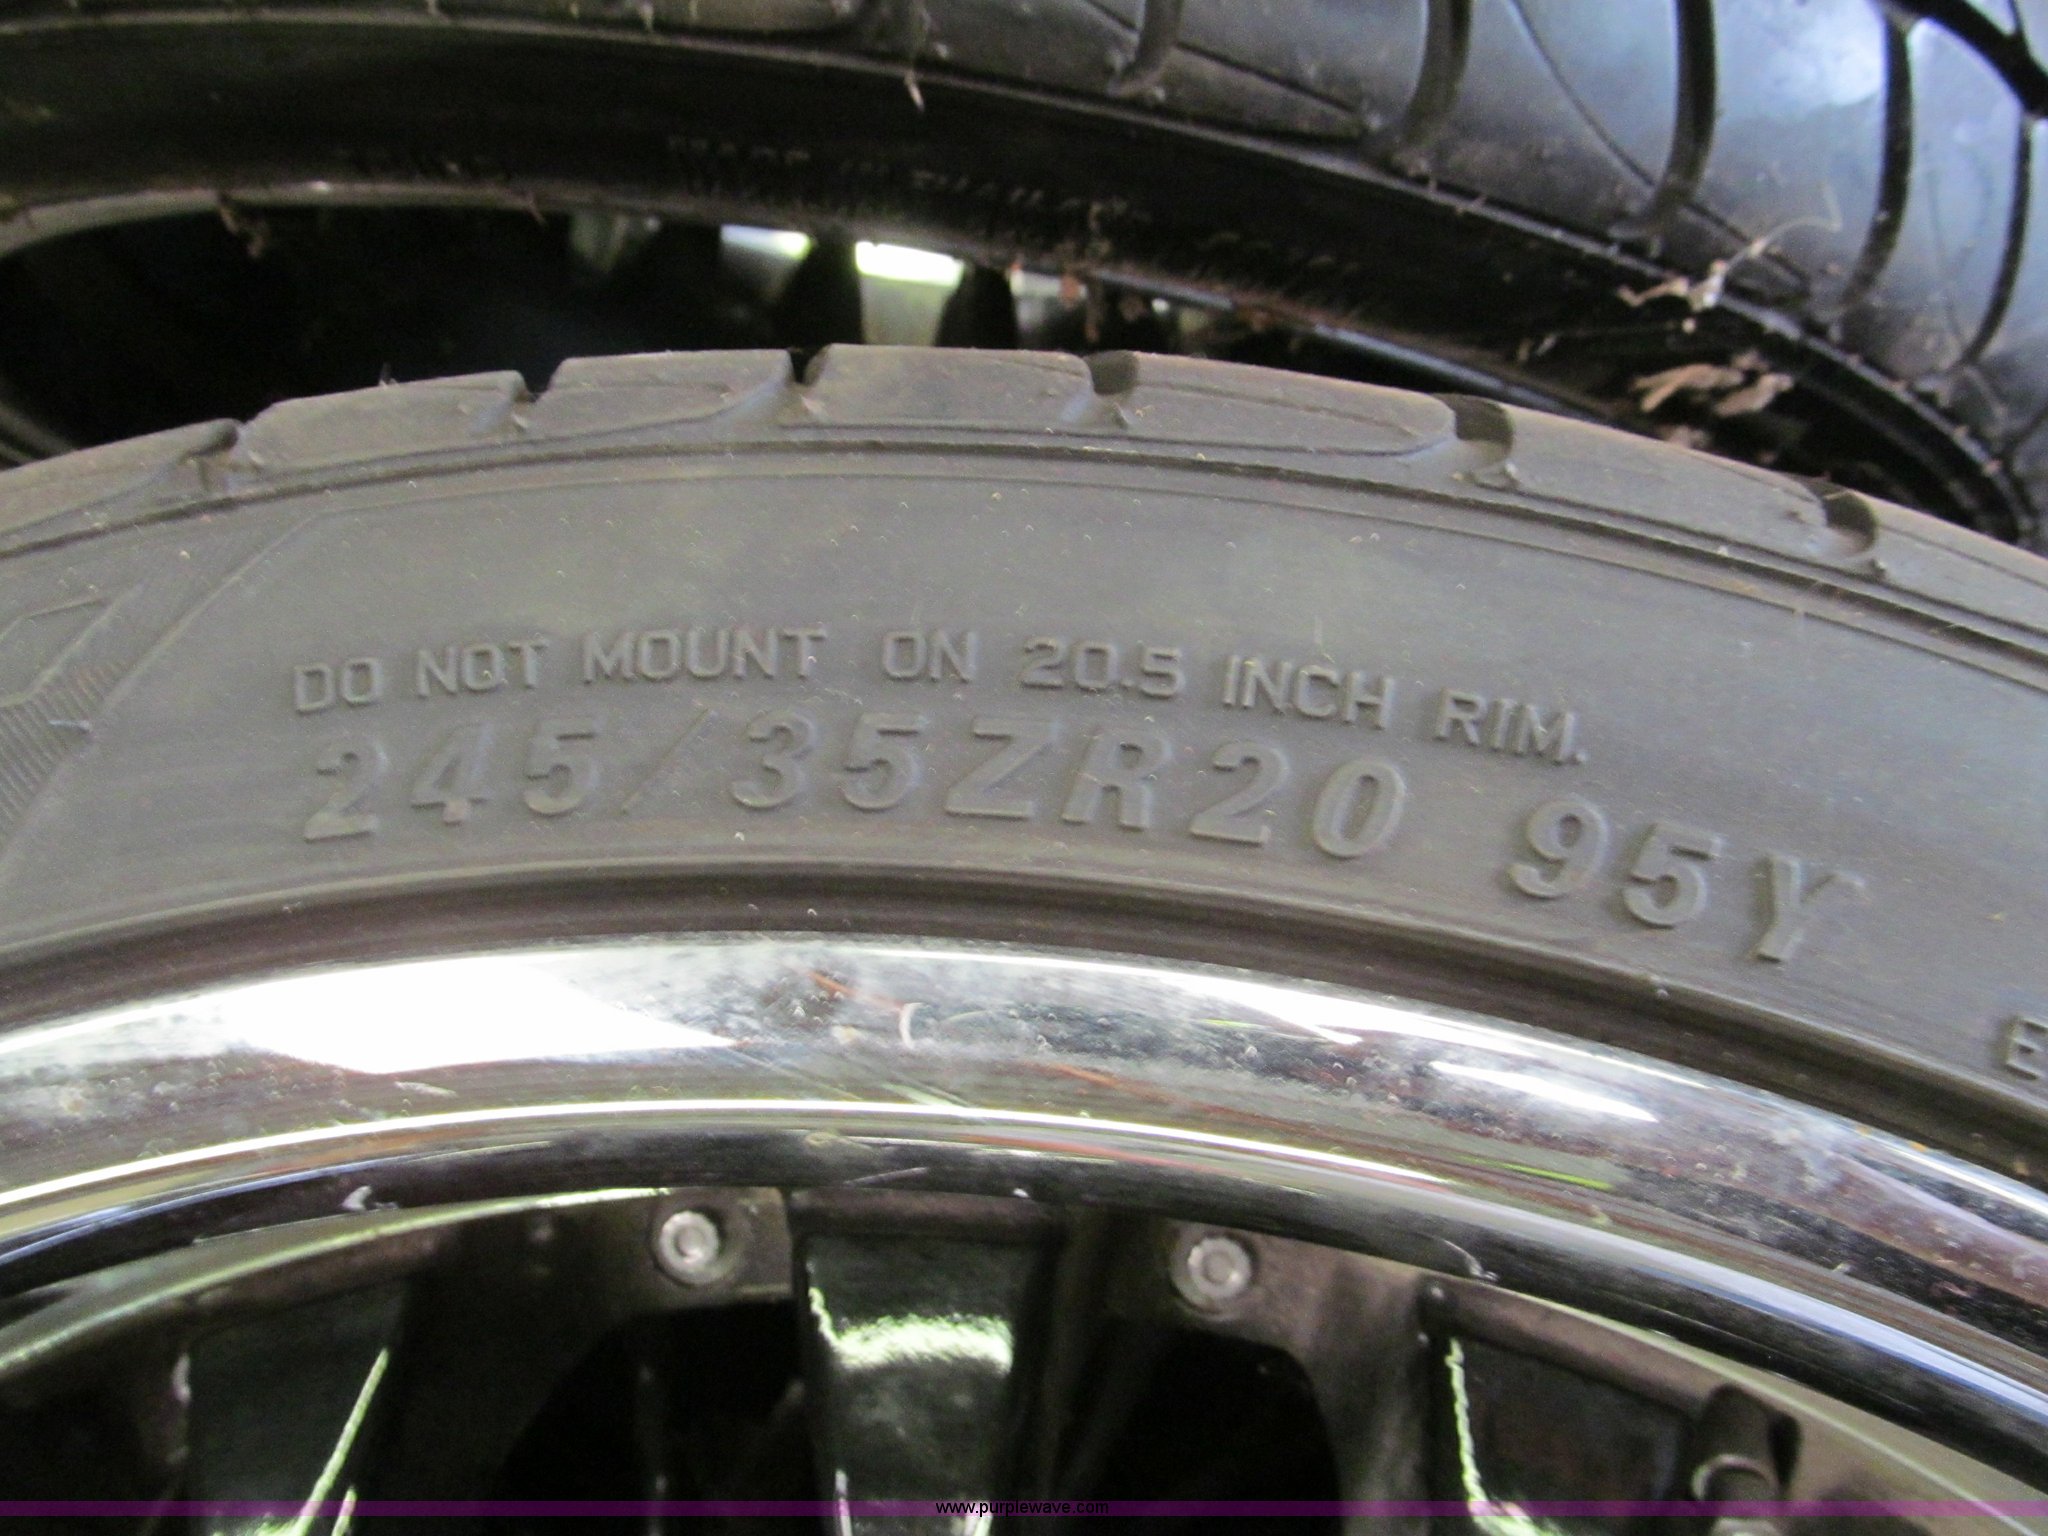 DO NOT MOUNT ON 20.5 INCH RIM.
245/35ZR20 95Y
E
www.purplewave.com